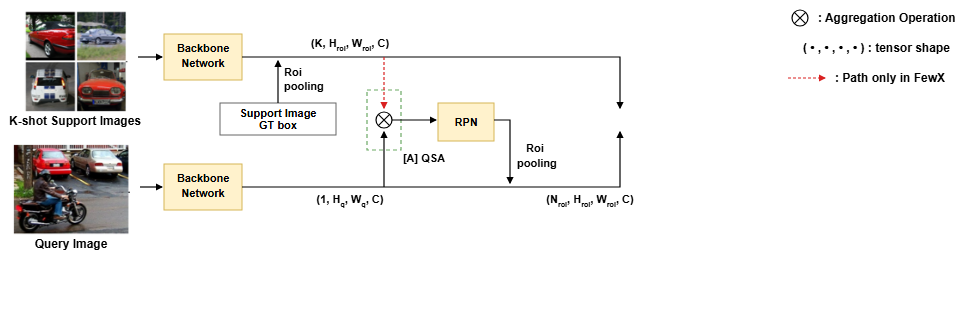 : Aggregation Operation
( •, •, •, •) : tensor shape
: Path only in FewX
Backbone
Network
(K, Hroi, Wroi, C)
Roi
pooling
Support Image
GT box
K-shot Support Images
RPN
[A] QSA
Roi
pooling
Backbone
Network
(1, Hq, Wq, C)
(Nroi, Hroi, Wroi, C)
Query Image